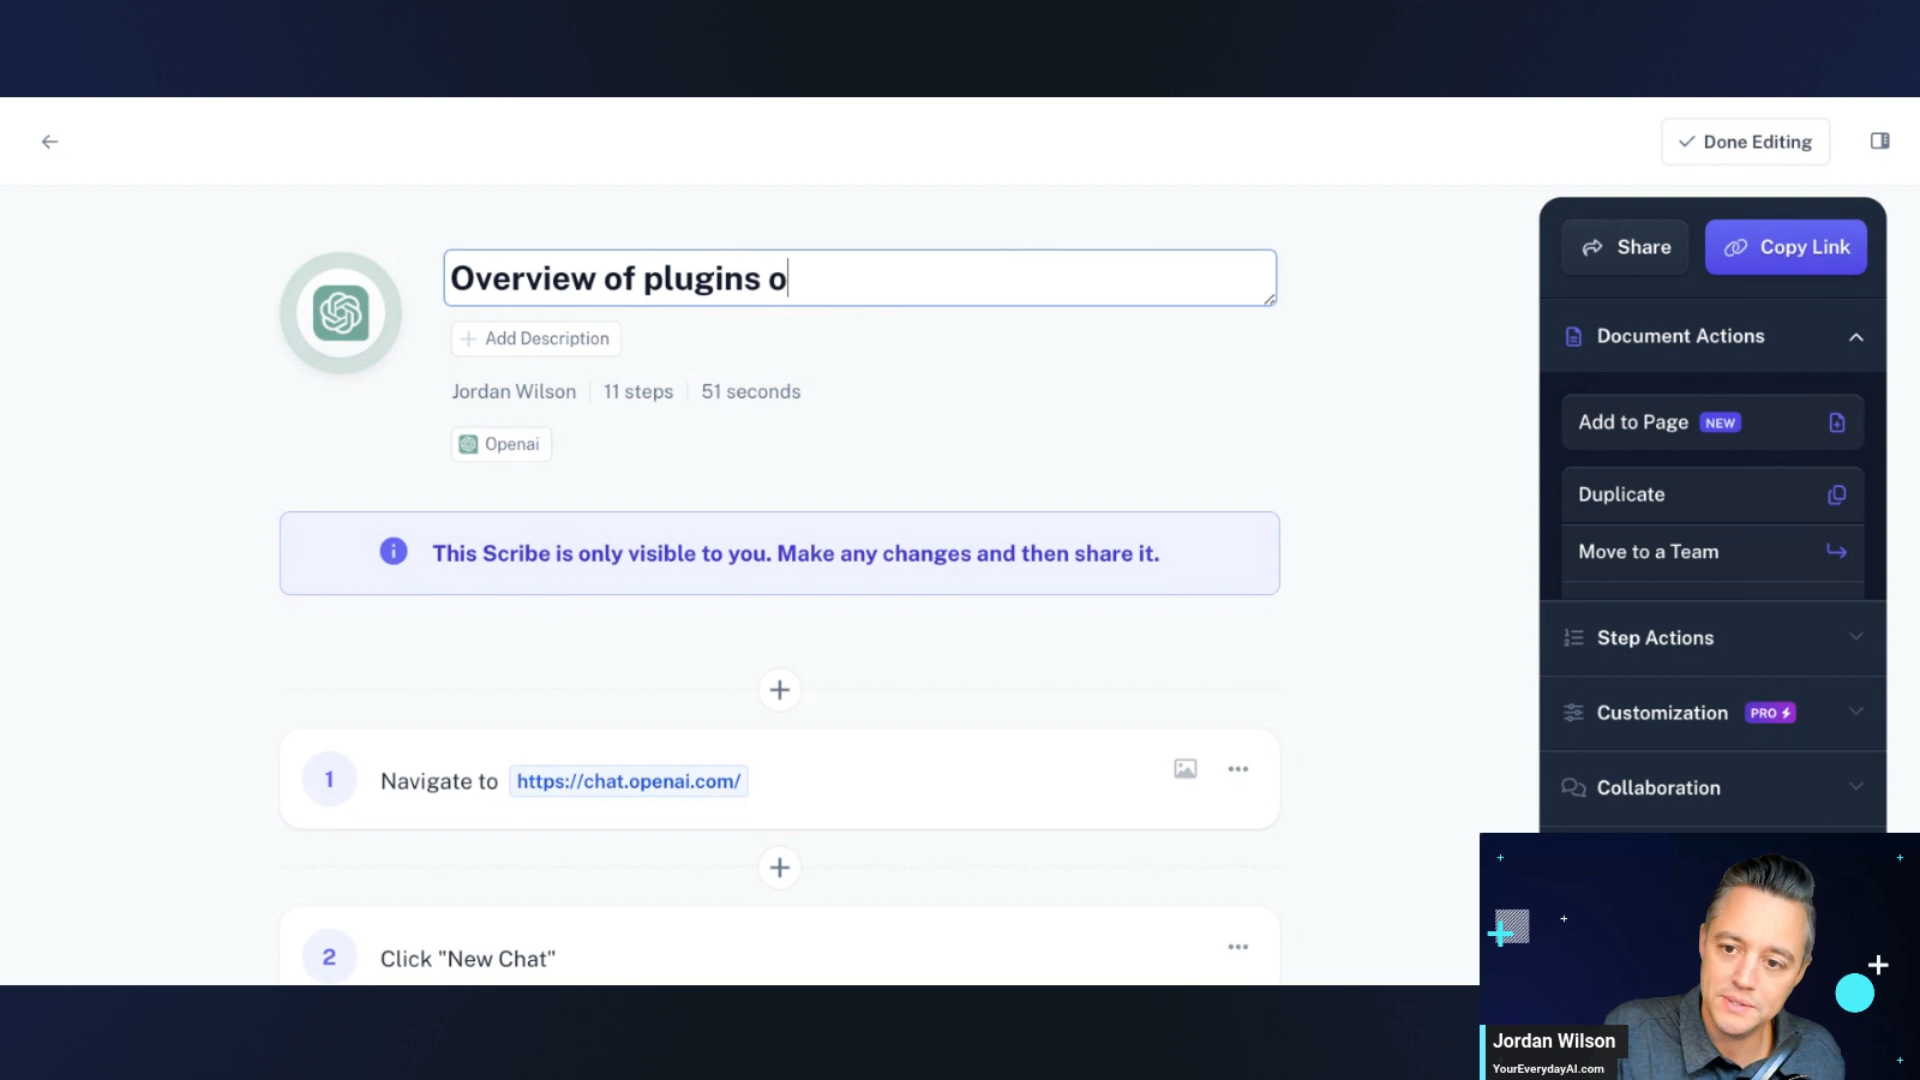 Done Editing
Overview of plugins o
Add Description
Jordan Wilson | 11 steps | 51 seconds
Openai
This Scribe is only visible to you. Make any changes and then share it.
1 Navigate to https://chat.openai.com/
2 Click "New Chat"
Share Copy Link
Document Actions
Add to Page NEW
Duplicate
Move to a Team
Step Actions
Customization PRO
Collaboration
Jordan Wilson
YourEverydayAI.com